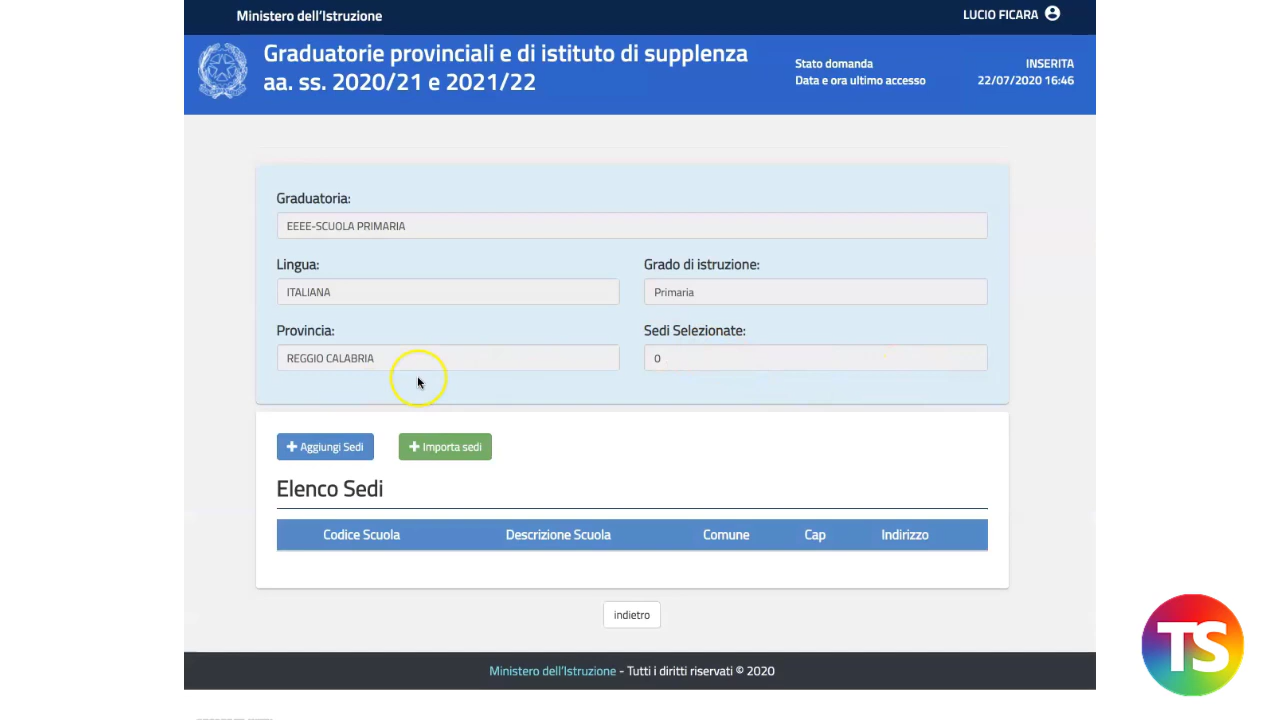 Ministero dell'Istruzione
LUCIO FICARA
Graduatorie provinciali e di istituto di supplenza
aa. ss. 2020/21 e 2021/22
Stato domanda
INSERITA
Data e ora ultimo accesso
22/07/2020 16:46
Graduatoria:
EEEE-SCUOLA PRIMARIA
Lingua:
Grado di istruzione:
ITALIANA
Primaria
Provincia:
Sedi Selezionate:
REGGIO CALABRIA
0
+ Aggiungi Sedi
+ Importa sedi
Elenco Sedi
Codice Scuola
Descrizione Scuola
Comune
Cap
Indirizzo
indietro
Ministero dell'Istruzione - Tutti i diritti riservati © 2020
TS